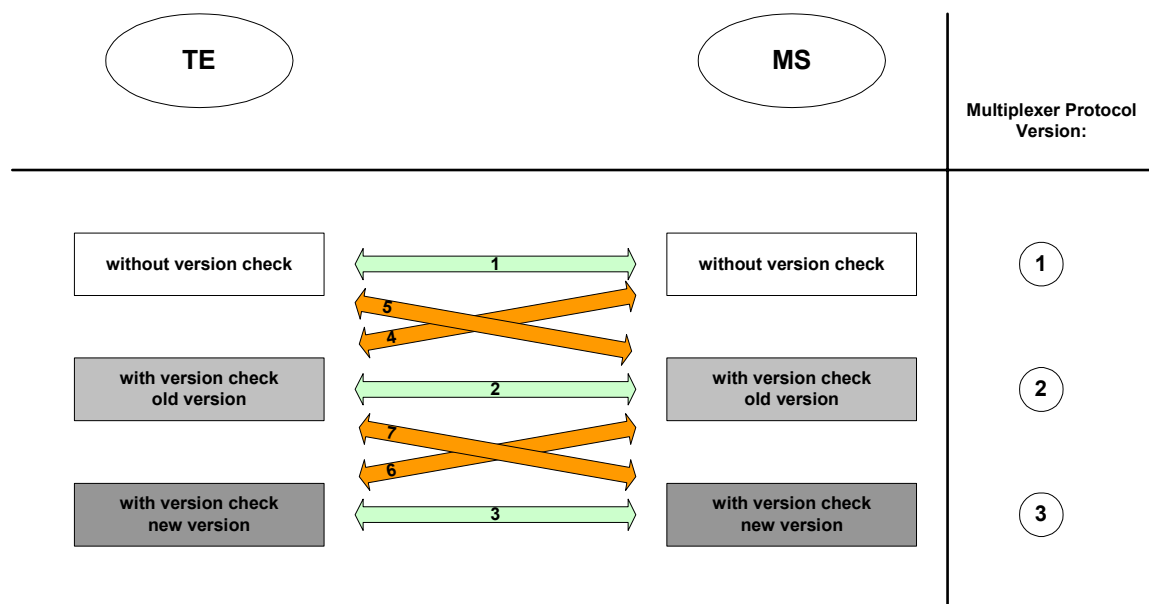 TE
MS
Multiplexer Protocol
Version:
without version check
1
without version check
1
5
4
with version check
old version
2
with version check
old version
2
7
6
with version check
new version
3
with version check
new version
3